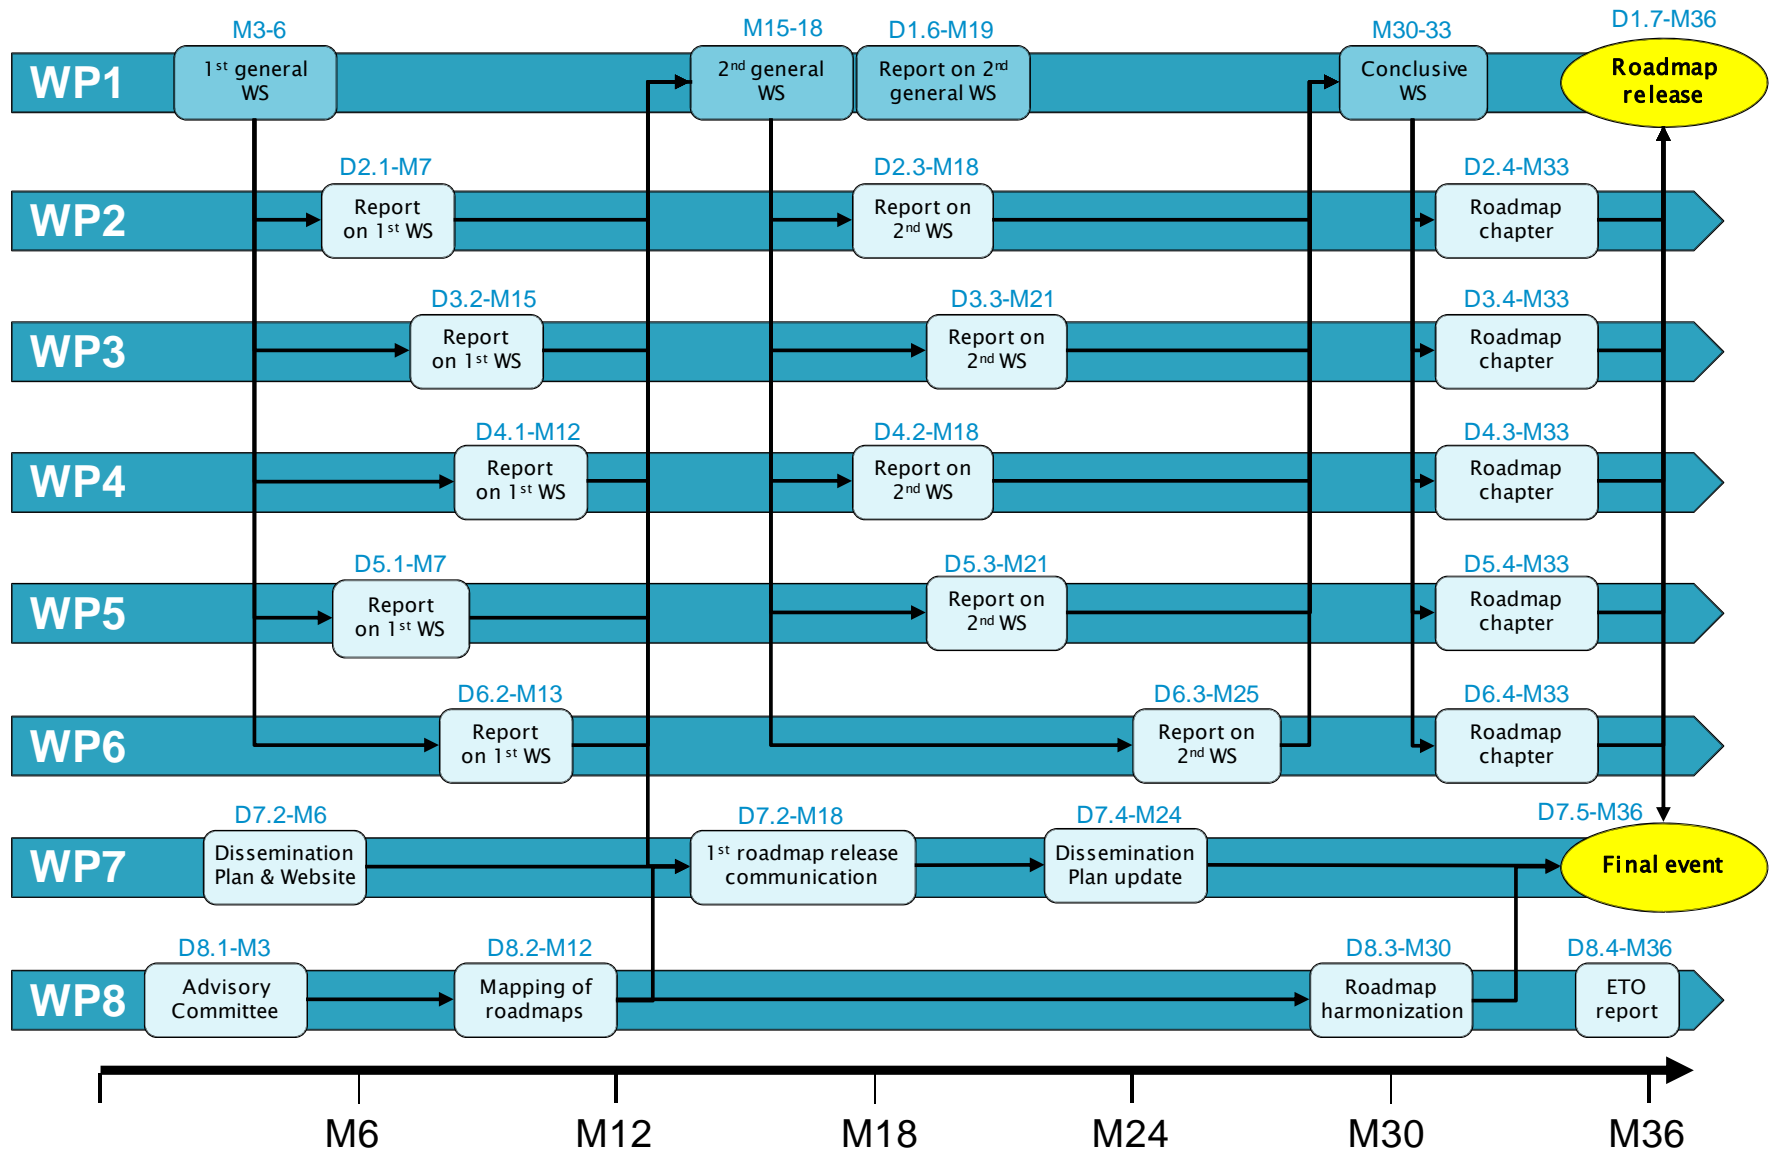 M3-6
M15-18
D1.6-M19
M30-33
D1.7-M36
WP1
1st general
WS
2nd general
WS
Report on 2nd
general WS
Conclusive
WS
Roadmap
release
D2.1-M7
D2.3-M18
D2.4-M33
WP2
Report
on 1st WS
Report on
2nd WS
Roadmap
chapter
D3.2-M15
D3.3-M21
D3.4-M33
WP3
Report
on 1st WS
Report on
2nd WS
Roadmap
chapter
D4.1-M12
D4.2-M18
D4.3-M33
WP4
Report
on 1st WS
Report on
2nd WS
Roadmap
chapter
D5.1-M7
D5.3-M21
D5.4-M33
WP5
Report
on 1st WS
Report on
2nd WS
Roadmap
chapter
D6.2-M13
D6.3-M25
D6.4-M33
WP6
Report
on 1st WS
Report on
2nd WS
Roadmap
chapter
D7.2-M6
D7.2-M18
D7.4-M24
D7.5-M36
WP7
Dissemination
Plan & Website
1st roadmap release
communication
Dissemination
Plan update
Final event
D8.1-M3
D8.2-M12
D8.3-M30
D8.4-M36
WP8
Advisory
Committee
Mapping of
roadmaps
Roadmap
harmonization
ETO
report
M6
M12
M18
M24
M30
M36